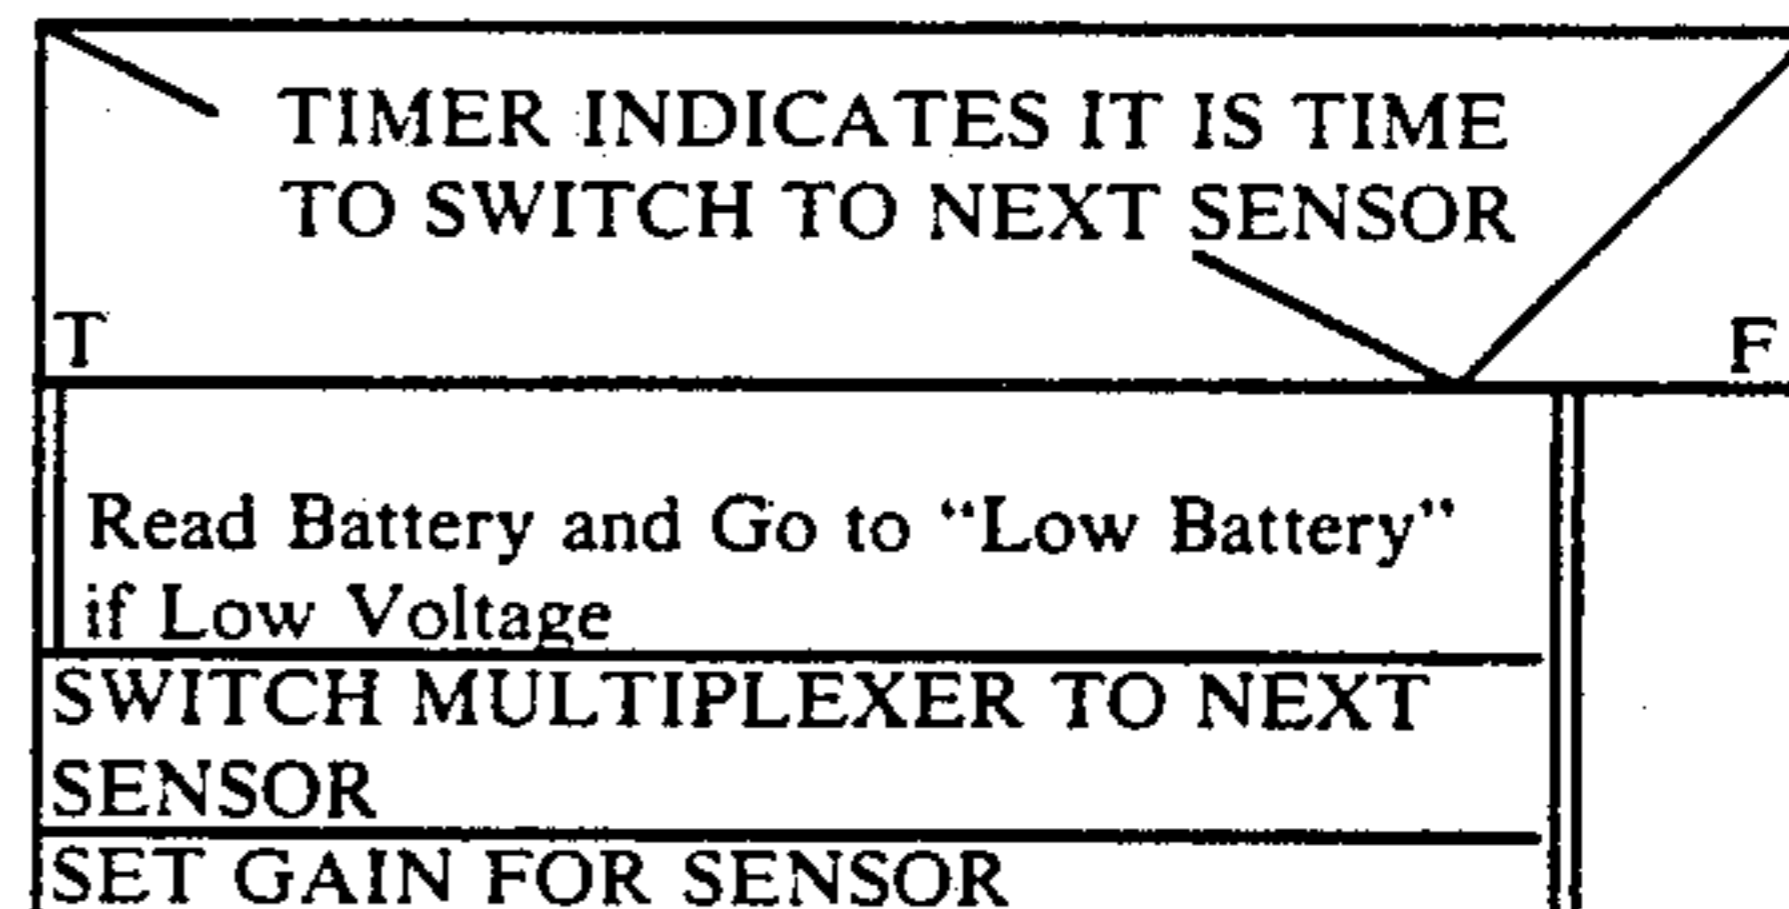 TIMER INDICATES IT IS TIME
TO SWITCH TO NEXT SENSOR
T
F
Read Battery and Go to “Low Battery”
if Low Voltage
SWITCH MULTIPLEXER TO NEXT
SENSOR
SET GAIN FOR SENSOR